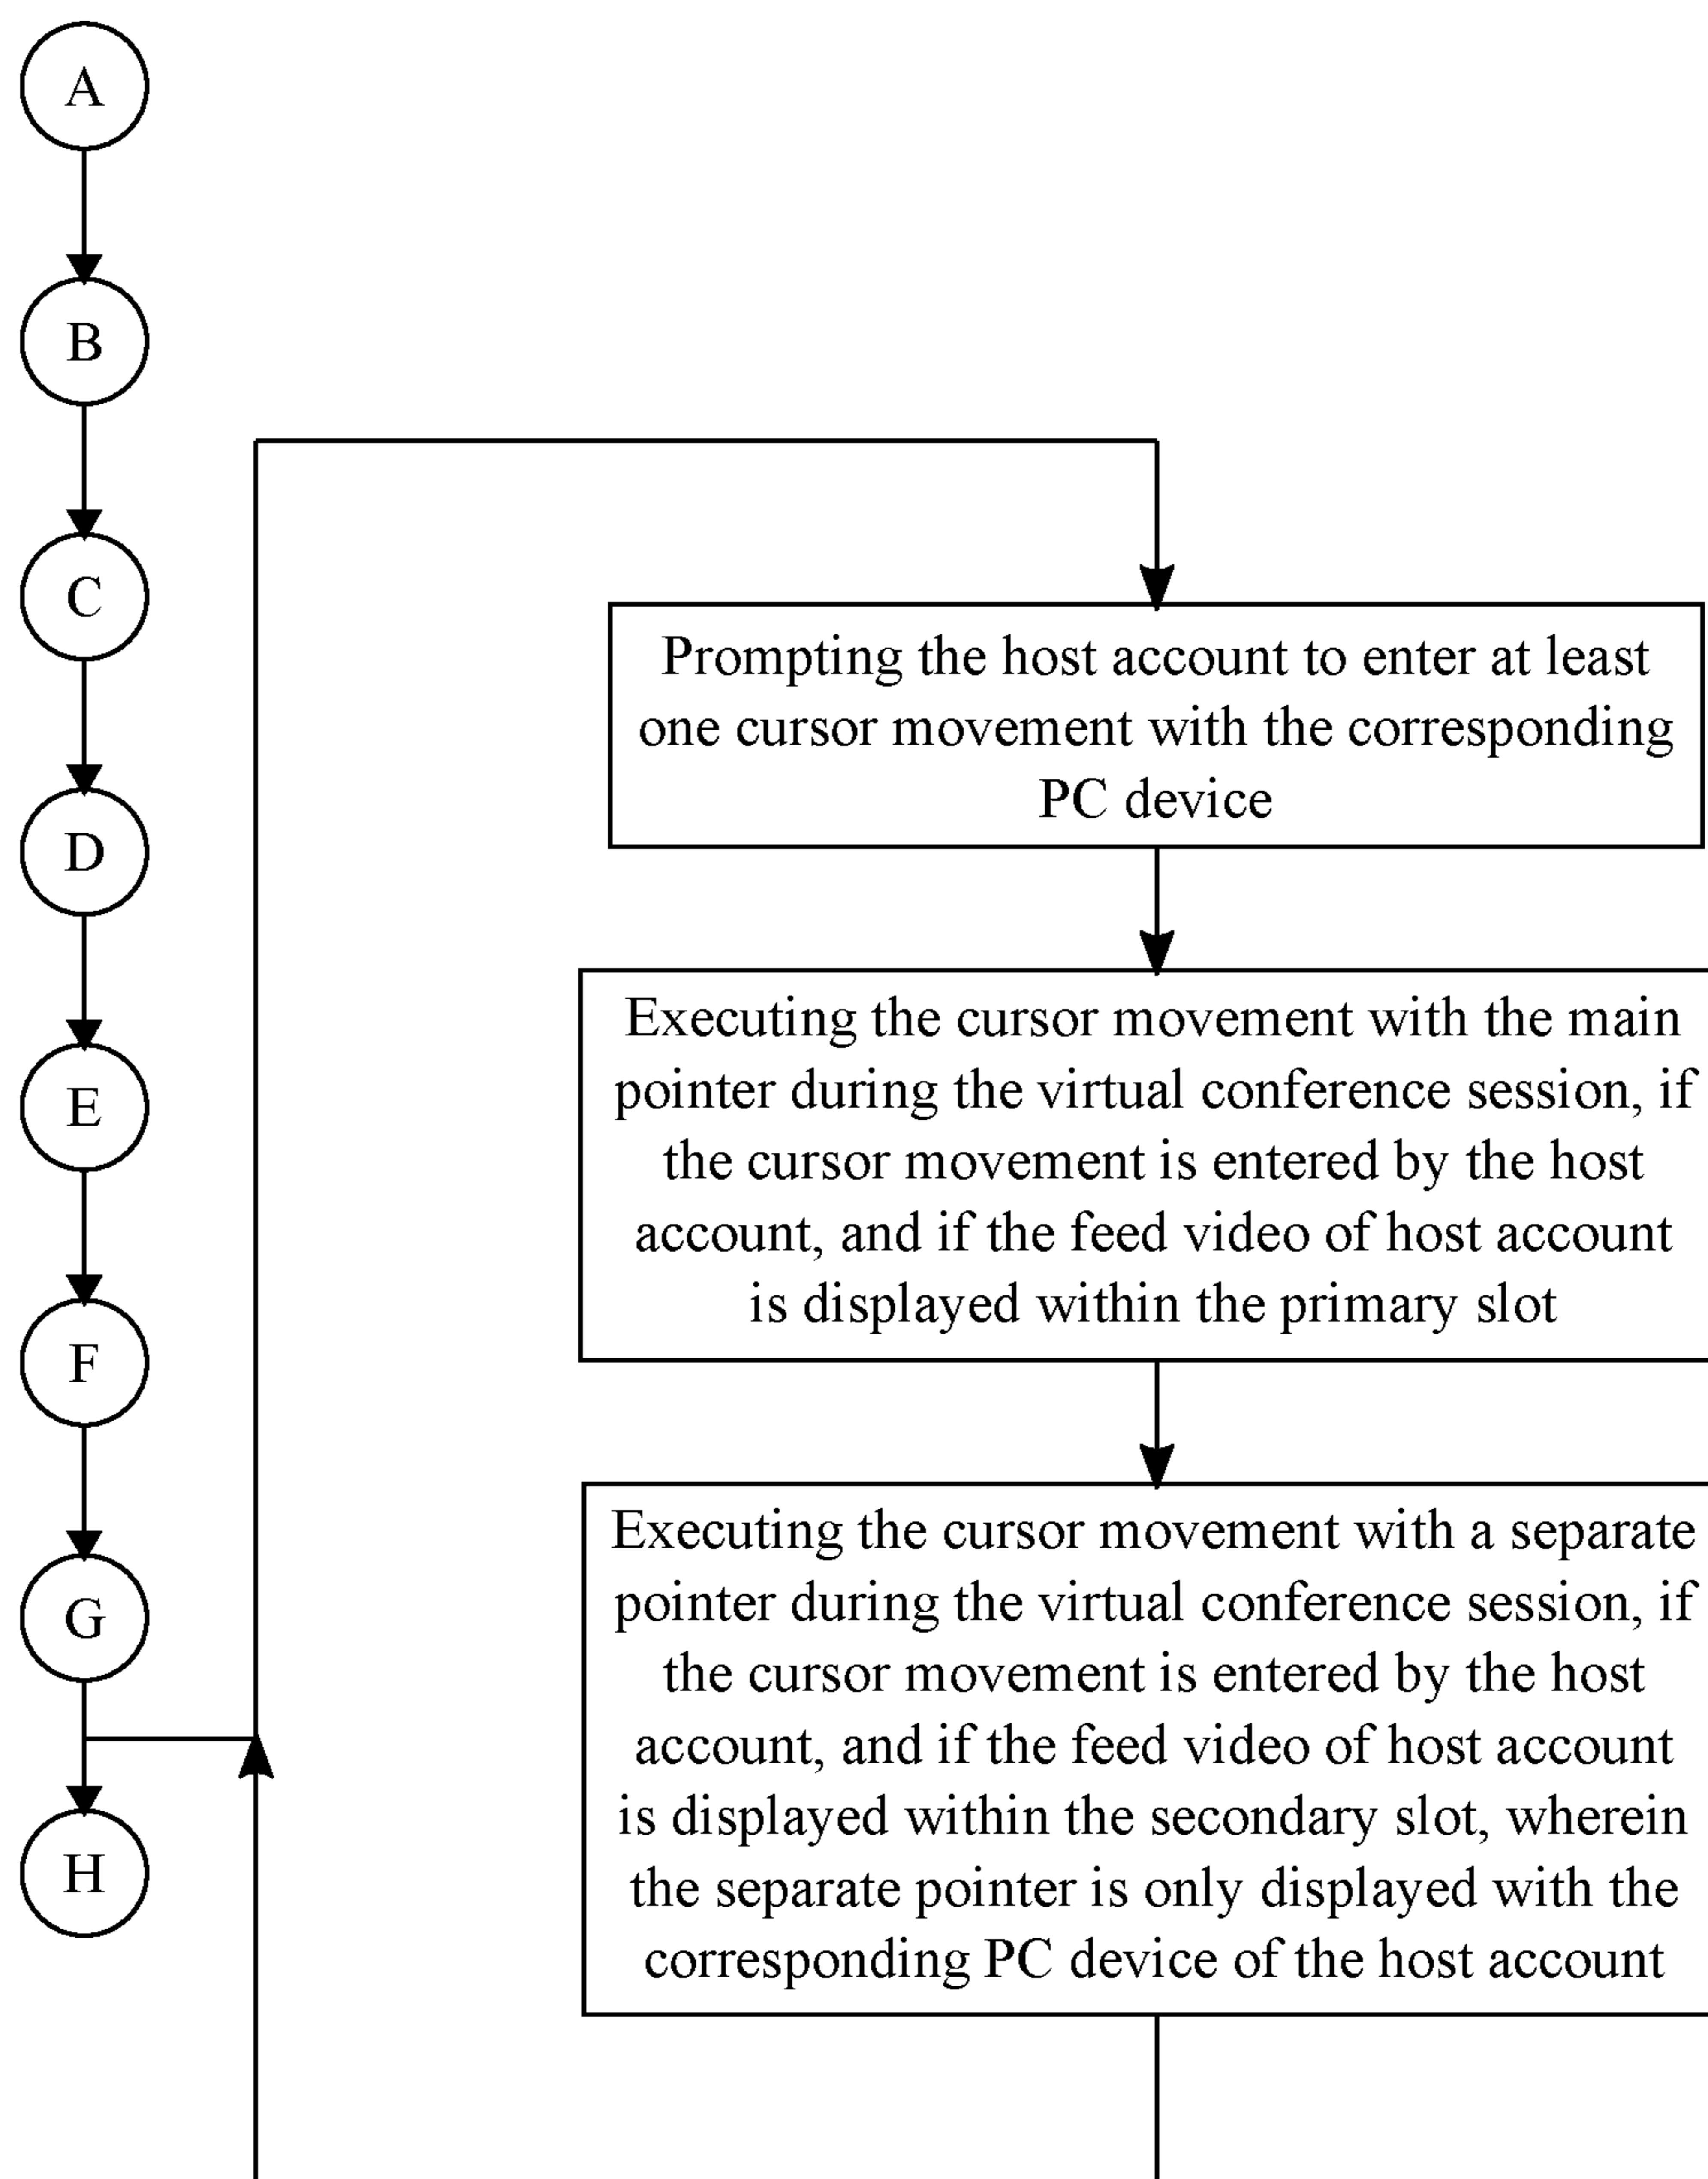 A
B
C
D
E
F
G
H
Prompting the host account to enter at least
one cursor movement with the corresponding
PC device
Executing the cursor movement with the main
pointer during the virtual conference session, if
the cursor movement is entered by the host
account, and if the feed video of host account
is displayed within the primary slot
Executing the cursor movement with a separate
pointer during the virtual conference session, if
the cursor movement is entered by the host
account, and if the feed video of host account
is displayed within the secondary slot, wherein
the separate pointer is only displayed with the
corresponding PC device of the host account